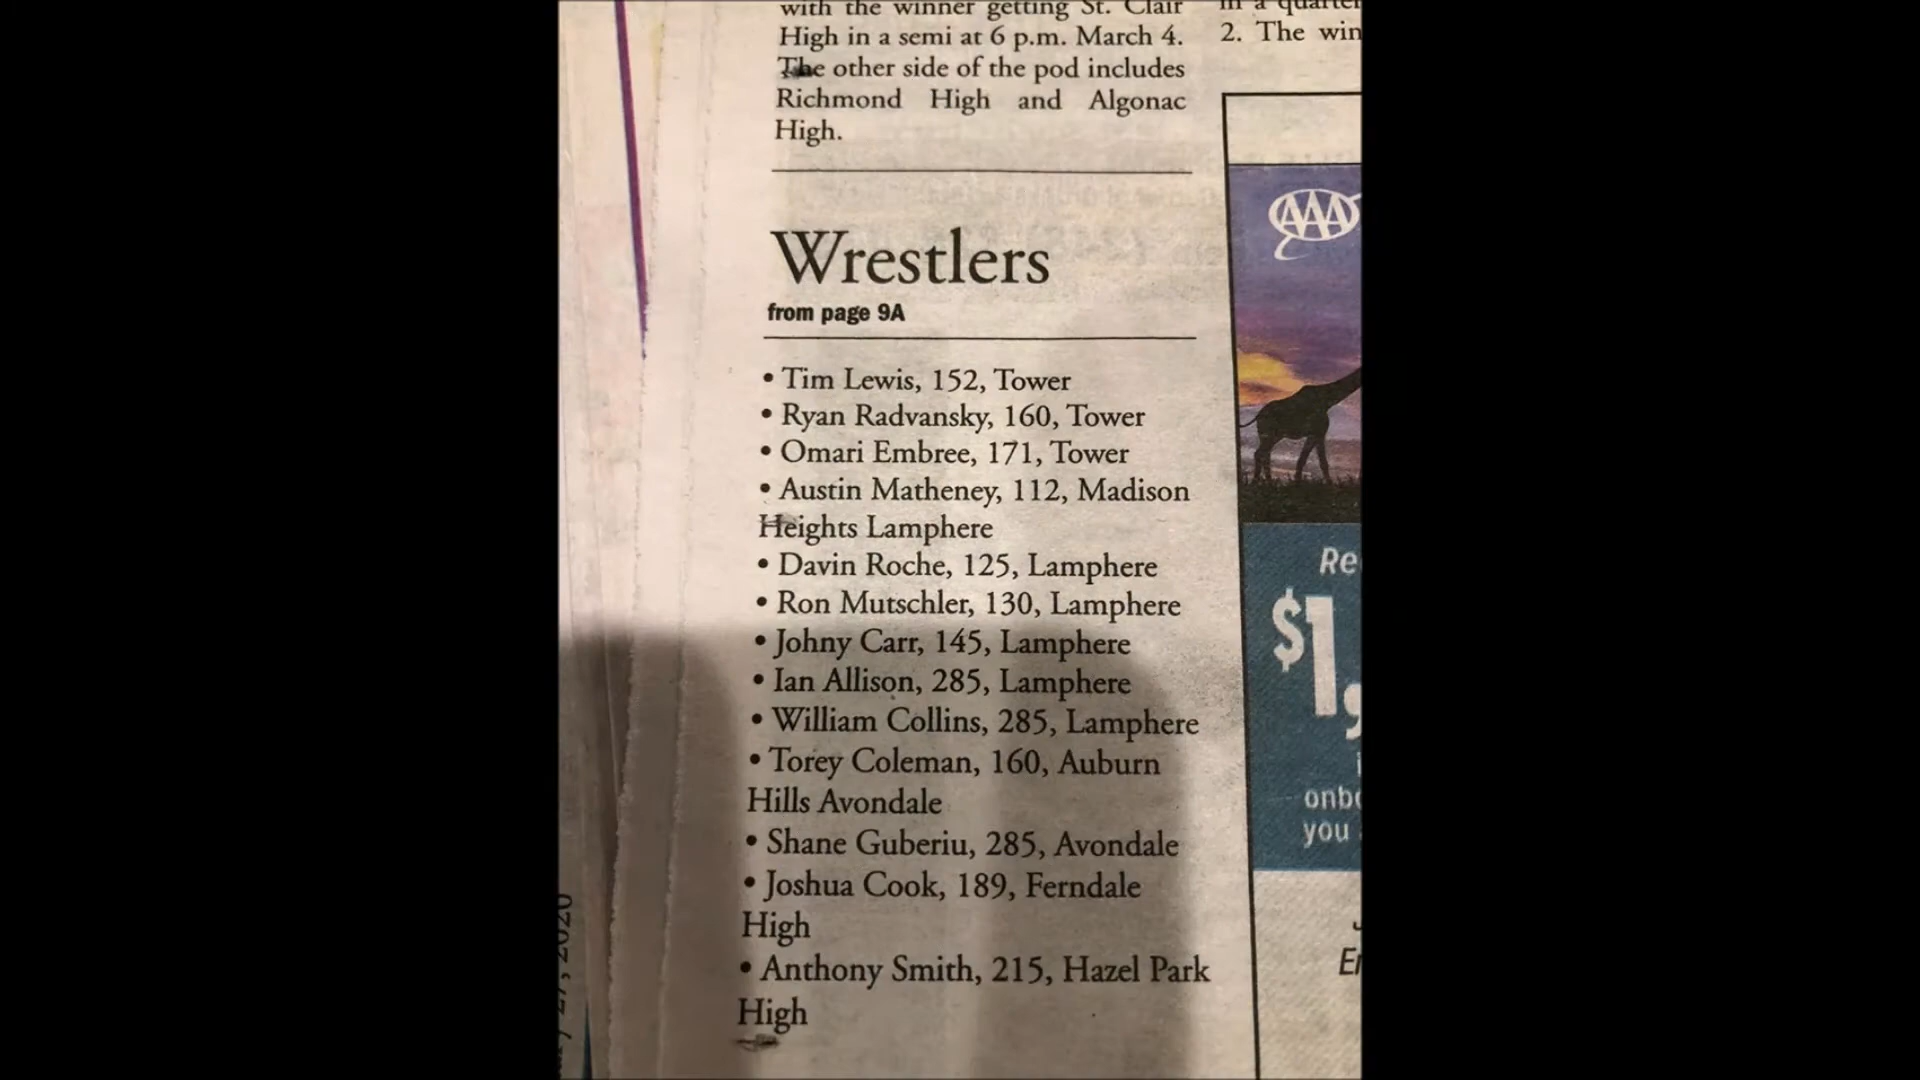 with the winner getting St. Clair
High in a semi at 6 p.m. March 4.
The other side of the pod includes
Richmond High and Algonac
High.
Wrestlers
from page 9A
• Tim Lewis, 152, Tower
• Ryan Radvansky, 160, Tower
• Omari Embree, 171, Tower
• Austin Matheney, 112, Madison
Heights Lamphere
• Davin Roche, 125, Lamphere
• Ron Mutschler, 130, Lamphere
• Johny Carr, 145, Lamphere
• Ian Allison, 285, Lamphere
• William Collins, 285, Lamphere
• Torey Coleman, 160, Auburn
Hills Avondale
• Shane Guberiu, 285, Avondale
• Joshua Cook, 189, Ferndale
High
• Anthony Smith, 215, Hazel Park
High
in a
2. The win
AAA
Re
$1,
onbo
you
27, 2020